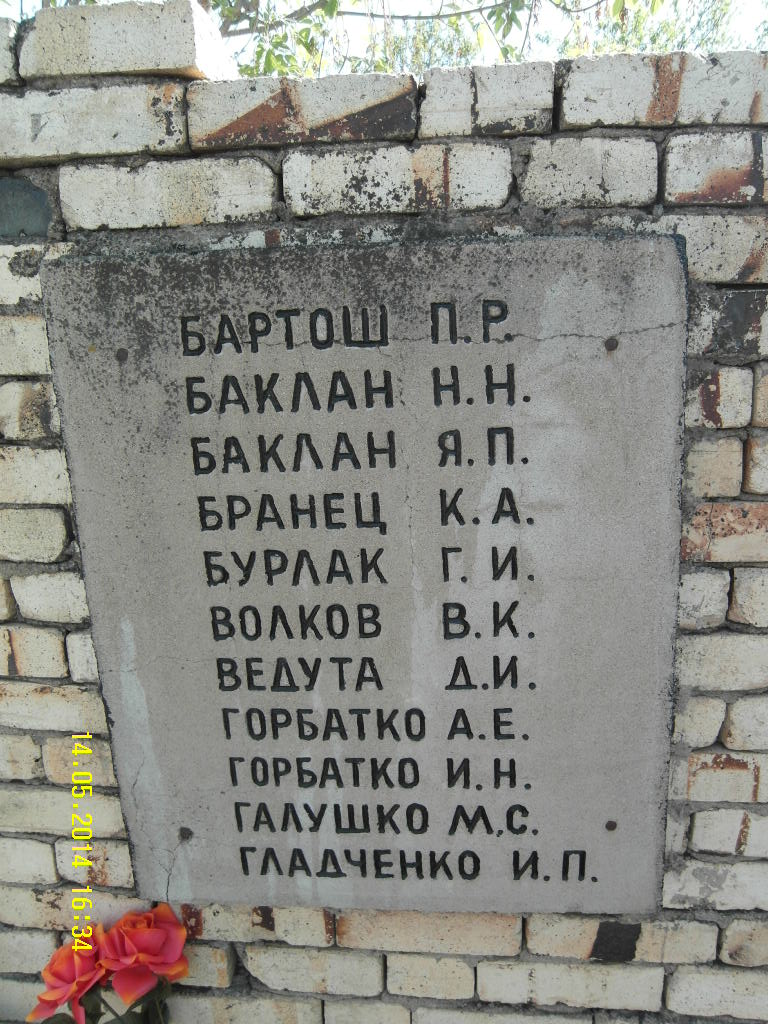 БАРТОШ П.Р.
БАКЛАН Н.Н.
БАКЛАН Я.П.
БРАНЕЦ К.А.
БУРЛАК Г.И.
ВОЛКОВ В.К.
ВЕДУТА Д.И.
ГОРБАТКО А.Е.
ГОРБАТКО И.Н.
ГАЛУШКО М.С.
ГЛАДЧЕНКО И.П.
14.05.2014 16:34